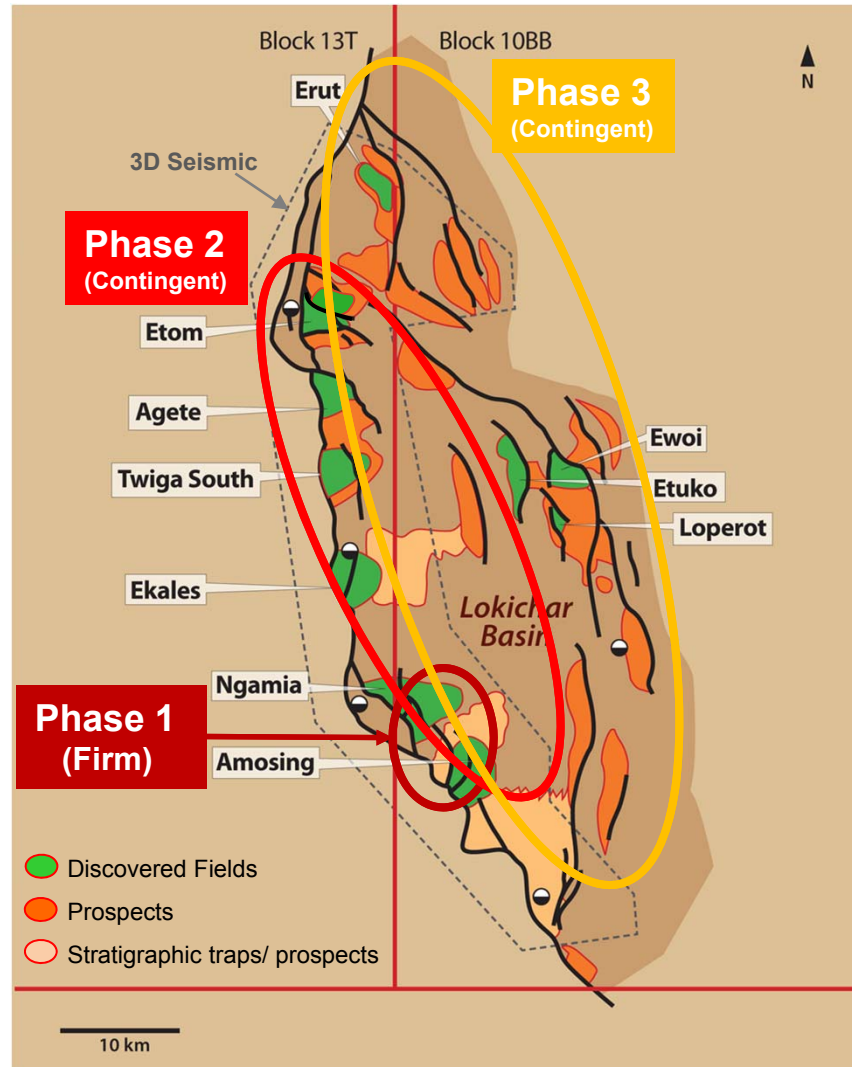 Block 13T
Block 10BB
N
Erut
Phase 3
(Contingent)
3D Seismic
Phase 2
(Contingent)
Etom
Agete
Twiga South
Ewoi
Etuko
Loperot
Ekales
Lokichar
Basin
Ngamia
Phase 1
(Firm)
Amosing
Discovered Fields
Prospects
Stratigraphic traps/ prospects
10 km